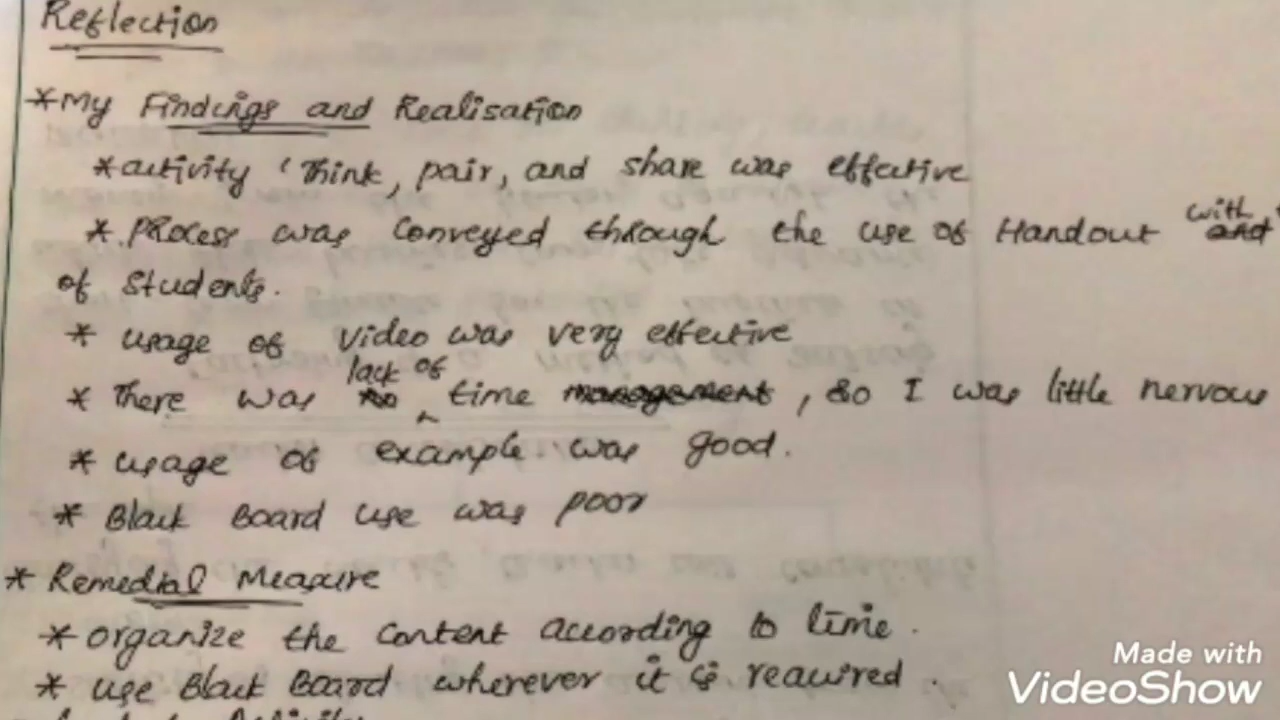 Reflection
* My Findings and Realisation
* activity 'Think, pair, and share was effective
* Process was conveyed through the use of Handout with and
of Students.
* usage of video was very effective
* There was no lack of time management, so I was little nervous
* usage of example was good.
* Black Board use was poor
* Remedial Measure
* organize the content according to time.
* use Black Board wherever it is reauired.
Activity
Made with
VideoShow